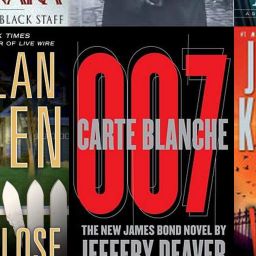 BLACK STAFF
K TIMES
R OF LIVE WIRE
LAN
EN
LOSE
007
CARTE BLANCHE
THE NEW JAMES BOND NOVEL BY
JEFFERY DEAVER
#1
J
K